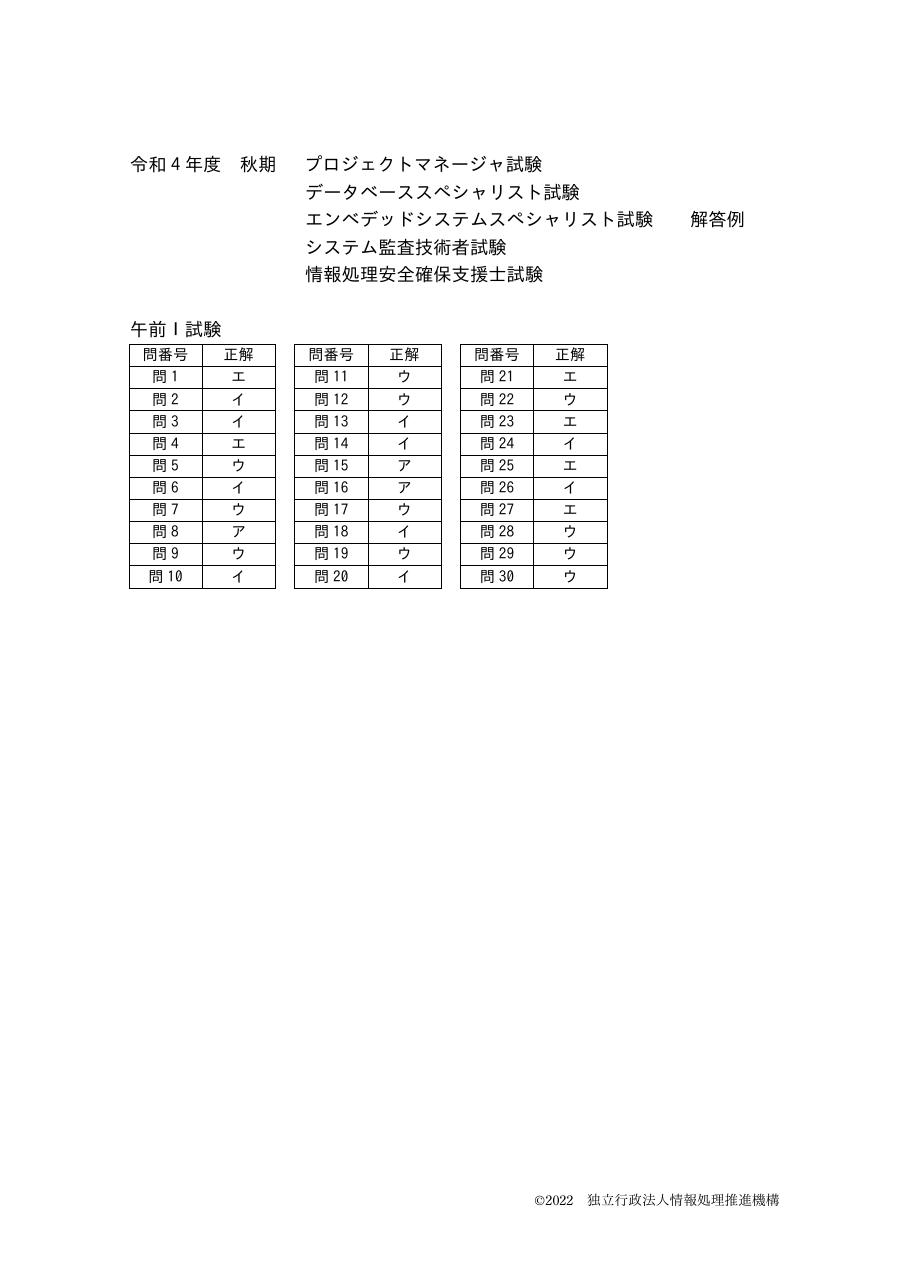 令和４年度　秋期　プロジェクトマネージャ試験
データベーススペシャリスト試験
エンベデッドシステムスペシャリスト試験　　解答例
システム監査技術者試験
情報処理安全確保支援士試験
午前Ⅰ試験
問番号 正解 問番号 正解 問番号 正解
問 1 エ 問 11 ウ 問 21 エ
問 2 イ 問 12 ウ 問 22 ウ
問 3 イ 問 13 イ 問 23 エ
問 4 エ 問 14 イ 問 24 イ
問 5 ウ 問 15 ア 問 25 エ
問 6 イ 問 16 ア 問 26 イ
問 7 ウ 問 17 ウ 問 27 エ
問 8 ア 問 18 イ 問 28 ウ
問 9 ウ 問 19 ウ 問 29 ウ
問 10 イ 問 20 イ 問 30 ウ
©2022　独立行政法人情報処理推進機構